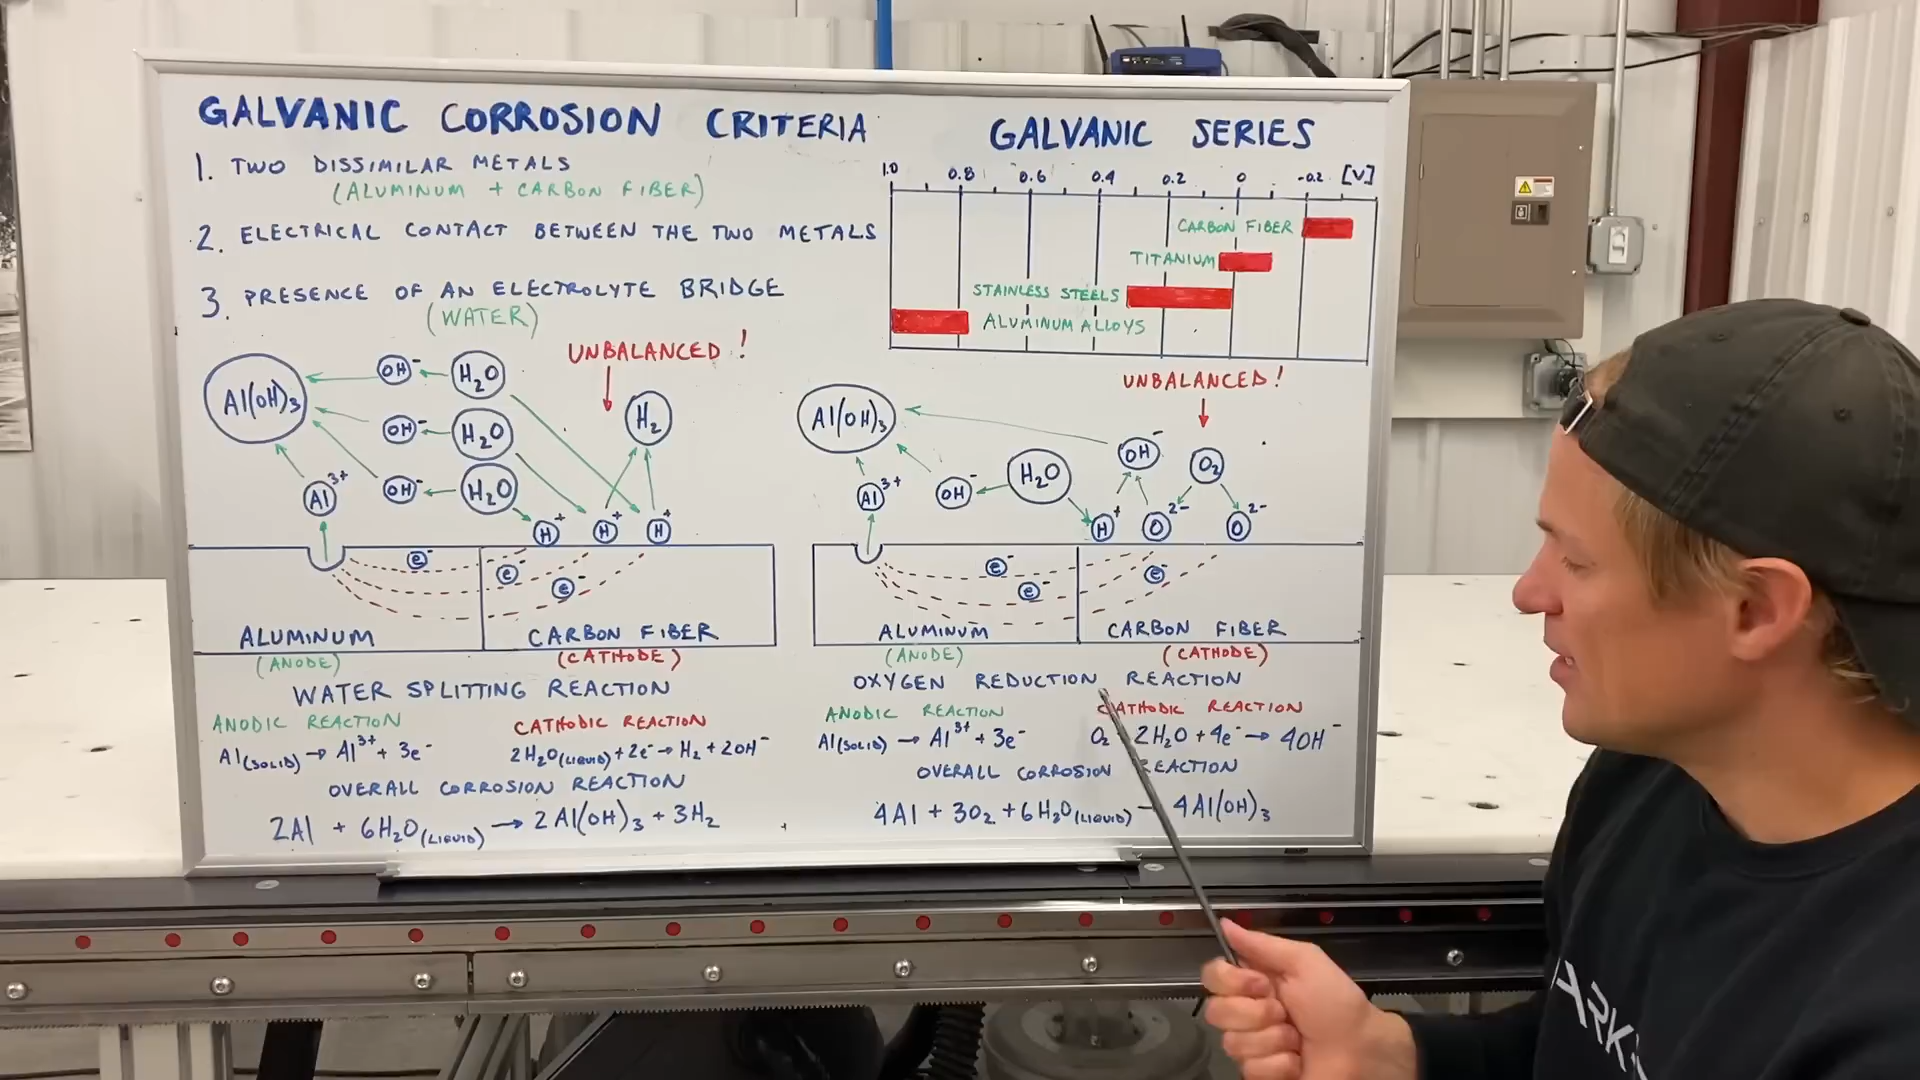 GALVANIC CORROSION CRITERIA
1. TWO DISSIMILAR METALS
(ALUMINUM + CARBON FIBER)
2. ELECTRICAL CONTACT BETWEEN THE TWO METALS
3. PRESENCE OF AN ELECTROLYTE BRIDGE
(WATER)
GALVANIC SERIES
1.0 0.8 0.6 0.4 0.2 0 -0.2 [V]
CARBON FIBER
TITANIUM
STAINLESS STEELS
ALUMINUM ALLOYS
UNBALANCED!
Al(OH)3 OH- H2O H2
OH- H2O
Al3+ OH- H2O H+ H+ H+
e- e- e-
ALUMINUM CARBON FIBER
(ANODE) (CATHODE)
WATER SPLITTING REACTION
ANODIC REACTION CATHODIC REACTION
Al(SOLID) → Al3+ + 3e- 2H2O(LIQUID) + 2e- → H2 + 2OH-
OVERALL CORROSION REACTION
2Al + 6H2O(LIQUID) → 2Al(OH)3 + 3H2
UNBALANCED!
Al(OH)3 OH- O2
Al3+ OH- H2O H+ O2- O2-
e- e- e-
ALUMINUM CARBON FIBER
(ANODE) (CATHODE)
OXYGEN REDUCTION REACTION
ANODIC REACTION CATHODIC REACTION
Al(SOLID) → Al3+ + 3e- O2 2H2O + 4e- → 4OH-
OVERALL CORROSION REACTION
4Al + 3O2 + 6H2O(LIQUID) 4Al(OH)3